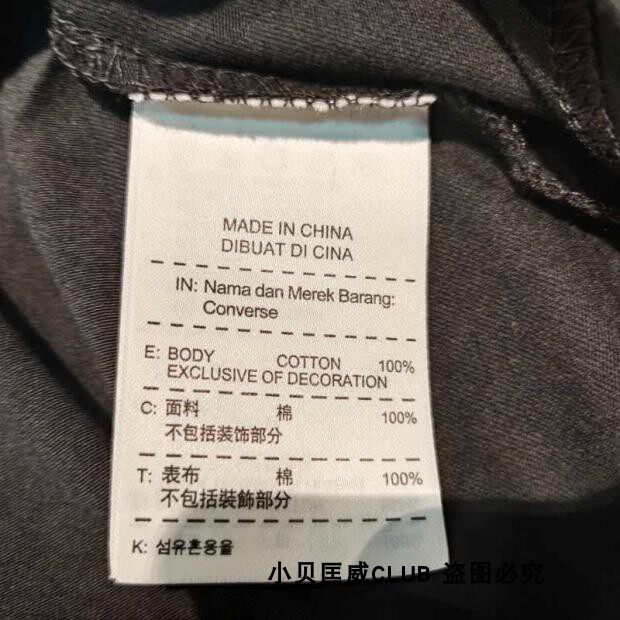 MADE IN CHINA
DIBUAT DI CINA
IN: Nama dan Merek Barang:
Converse
E: BODY COTTON 100%
EXCLUSIVE OF DECORATION
C: 面料 棉 100%
不包括装饰部分
T: 表布 棉 100%
不包括裝飾部分
K: 섬유혼용율
小贝匡威CLUB 盗图必究